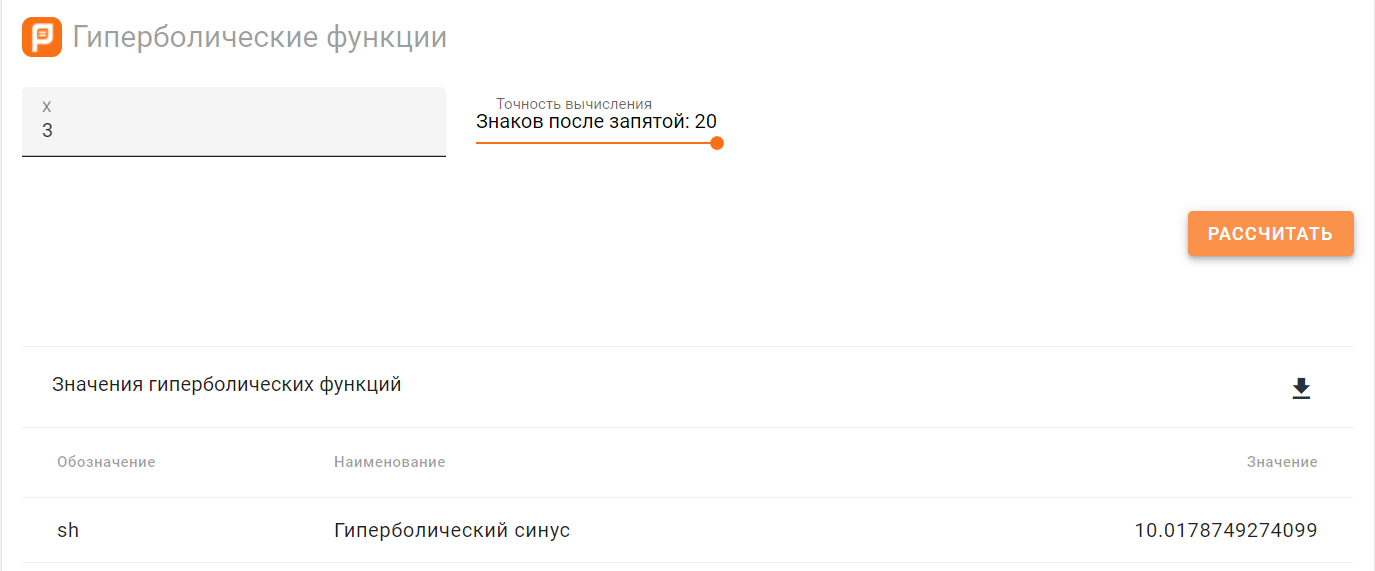 Гиперболические функции
X
3
Точность вычисления
Знаков после запятой: 20
РАССЧИТАТЬ
Значения гиперболических функций
Обозначение Наименование Значение
sh Гиперболический синус 10.0178749274099